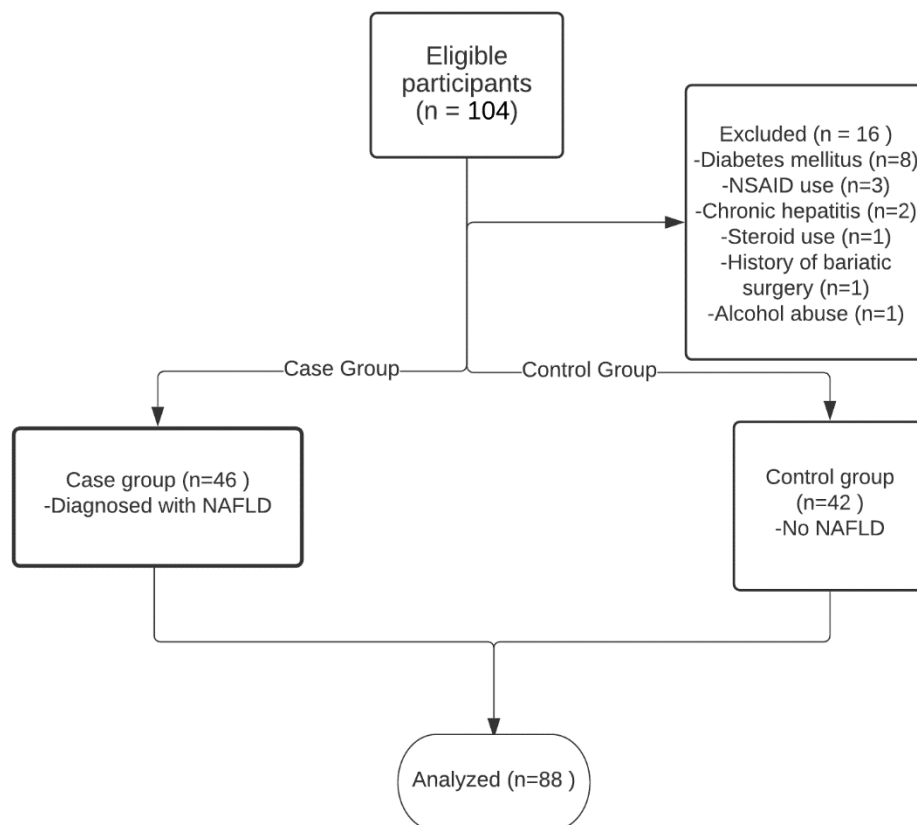 Eligible
participants
(n = 104)
Excluded (n = 16 )
-Diabetes mellitus (n=8)
-NSAID use (n=3)
-Chronic hepatitis (n=2)
-Steroid use (n=1)
-History of bariatic
surgery (n=1)
-Alcohol abuse (n=1)
Case Group
Control Group
Case group (n=46 )
-Diagnosed with NAFLD
Control group
(n=42 )
-No NAFLD
Analyzed (n=88 )